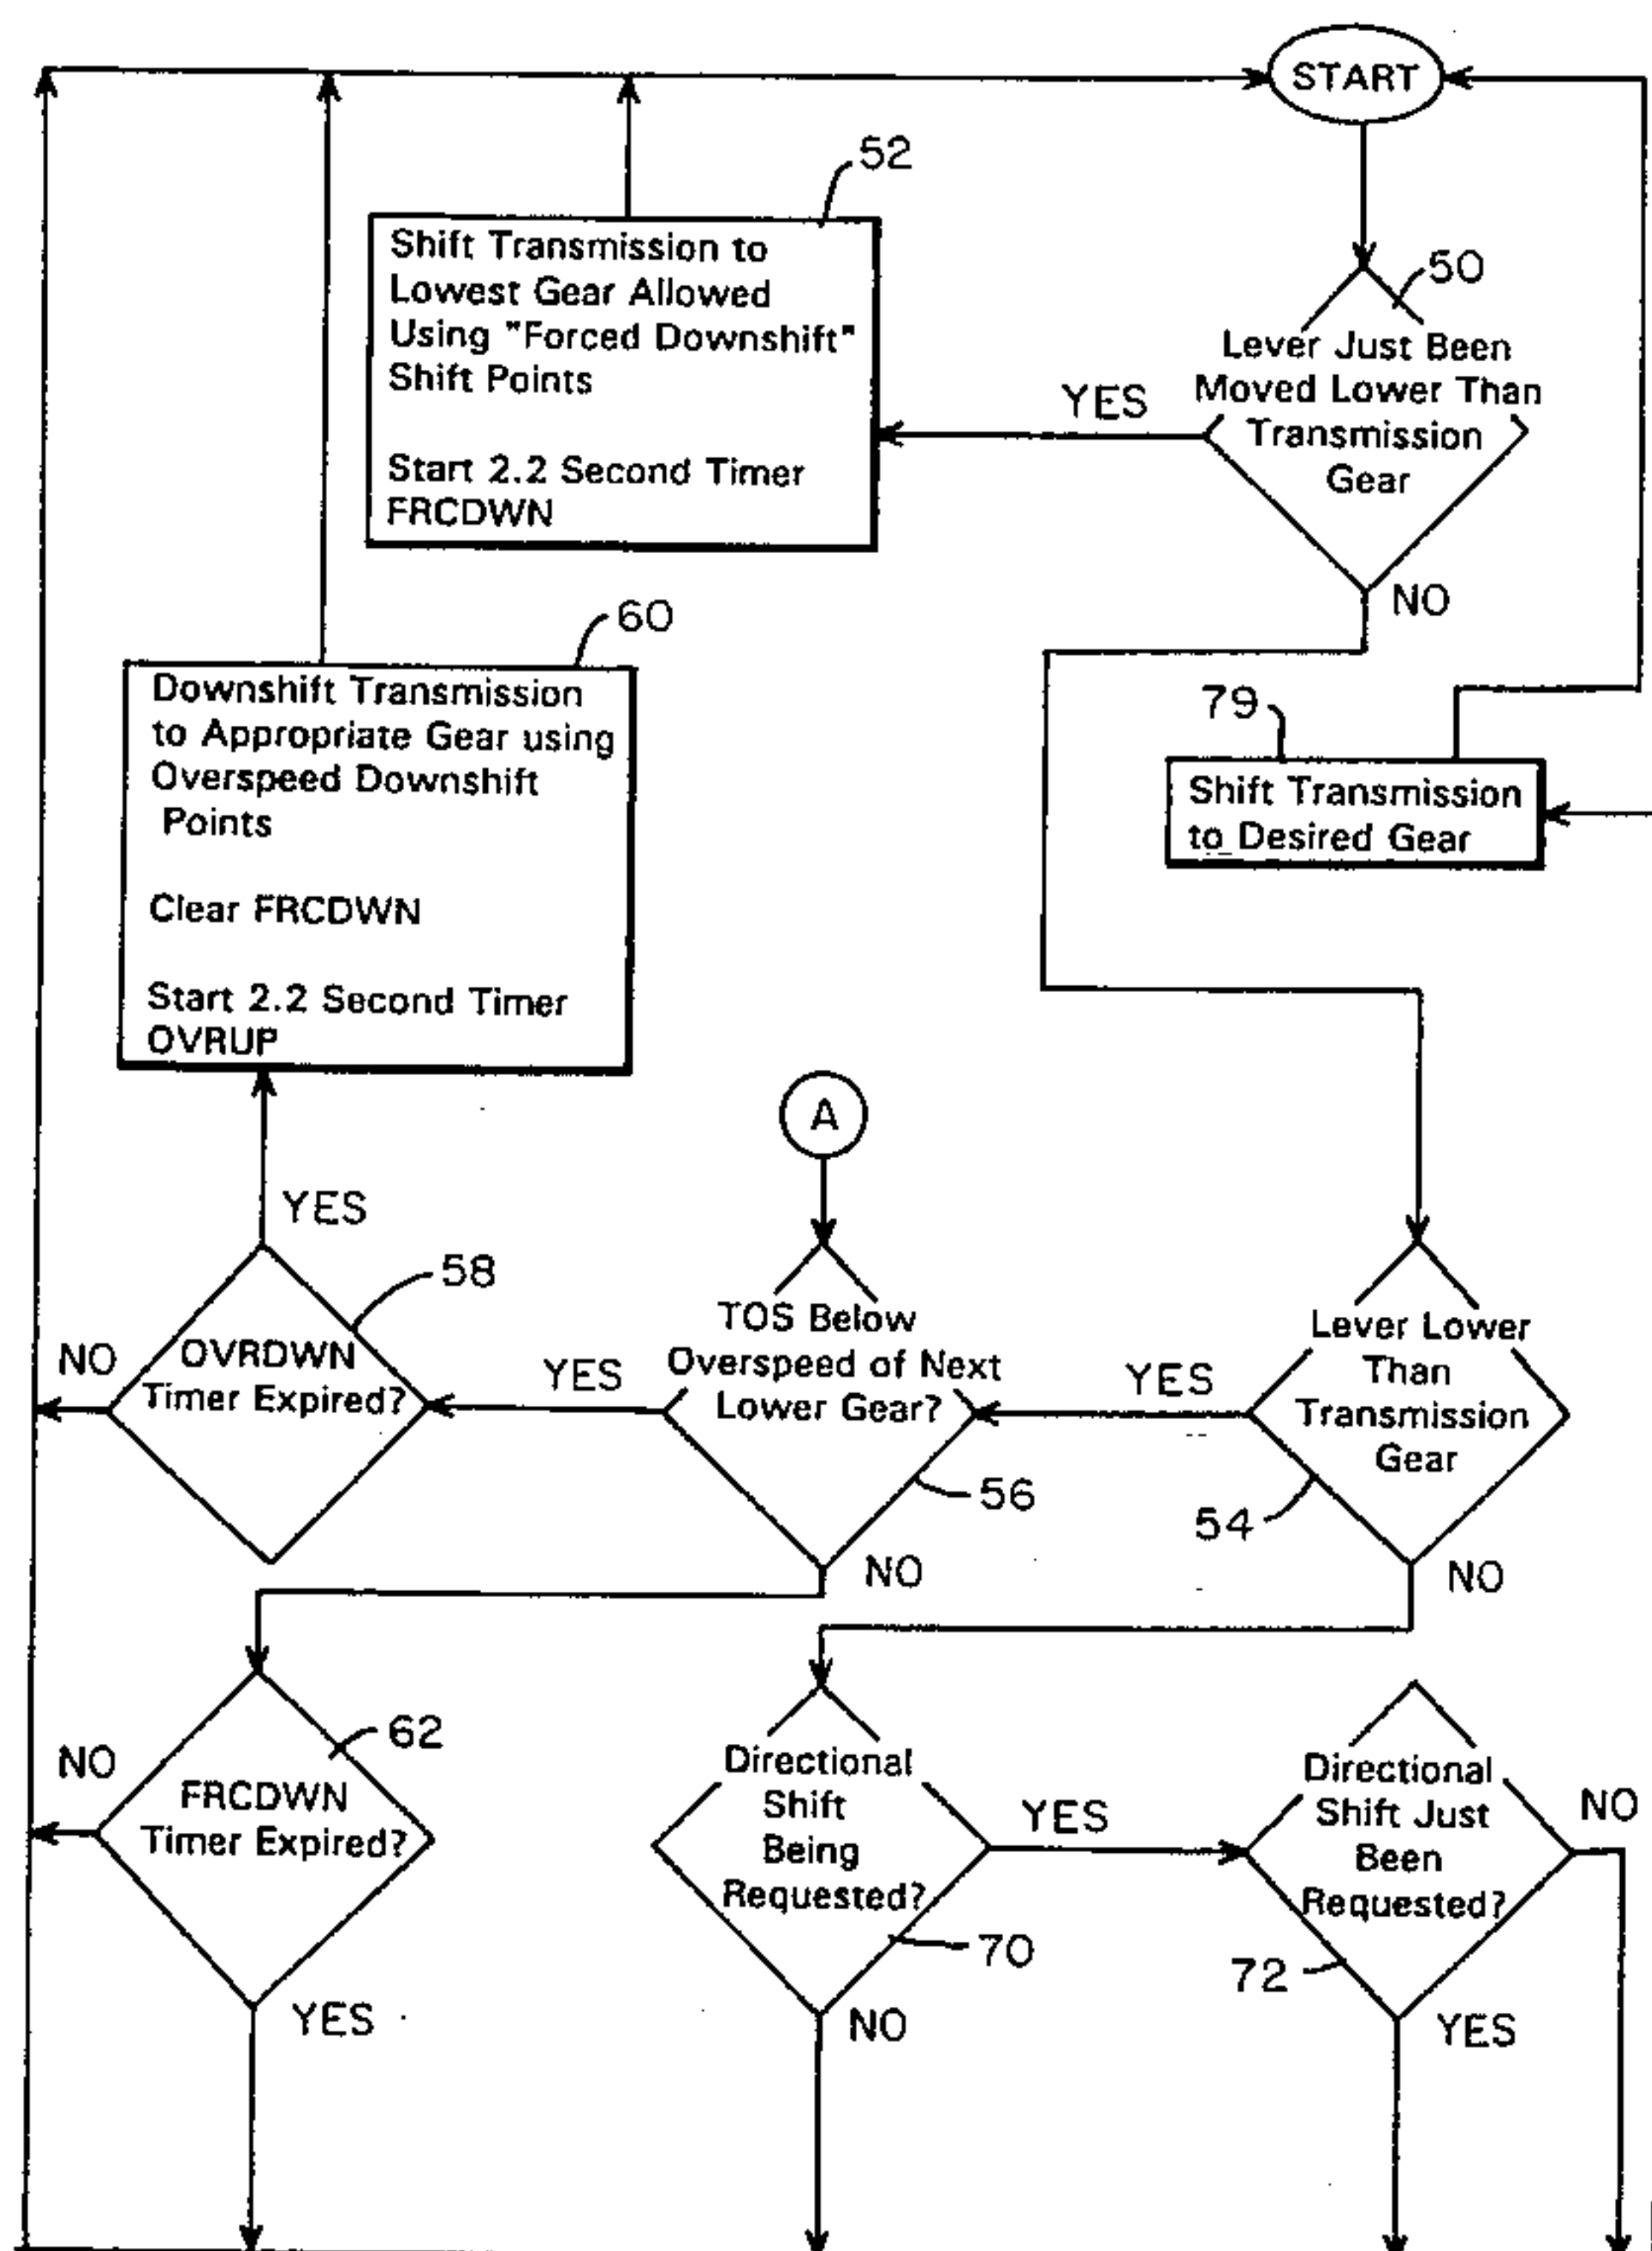 START
52
Shift Transmission to
Lowest Gear Allowed
Using "Forced Downshift"
Shift Points
Start 2.2 Second Timer
FRCDWN
50
Lever Just Been
Moved Lower Than
Transmission
Gear
YES
NO
60
Downshift Transmission
to Appropriate Gear using
Overspeed Downshift
Points
Clear FRCDWN
Start 2.2 Second Timer
OVRUP
79
Shift Transmission
to Desired Gear
A
YES
58
OVRDWN
Timer Expired?
NO
YES
TOS Below
Overspeed of Next
Lower Gear?
56
NO
YES
Lever Lower
Than
Transmission
Gear
54
NO
62
NO
FRCDWN
Timer Expired?
YES
Directional
Shift
Being
Requested?
70
YES
NO
Directional
Shift Just
Been
Requested?
72
NO
YES